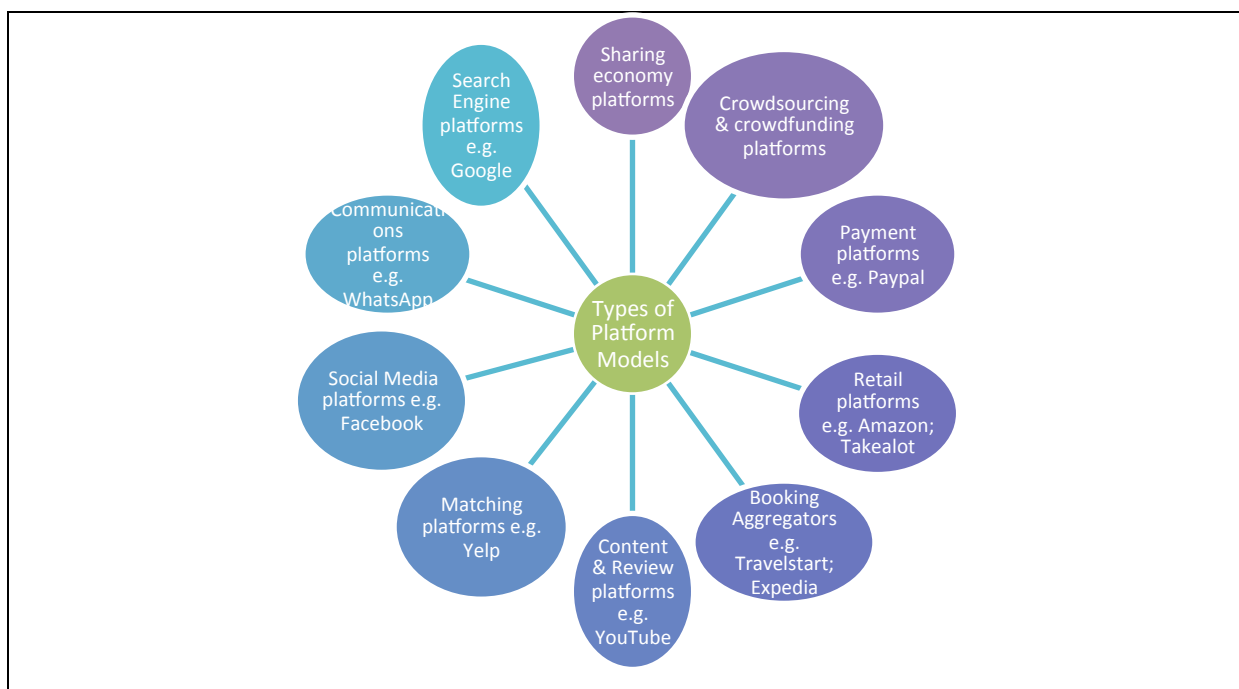 Sharing
economy
platforms
Crowdsourcing
& crowdfunding
platforms
Payment
platforms
e.g. Paypal
Retail
platforms
e.g. Amazon;
Takealot
Booking
Aggregators
e.g.
Travelstart;
Expedia
Content
& Review
platforms
e.g.
YouTube
Matching
platforms e.g.
Yelp
Social Media
platforms e.g.
Facebook
Communicati
ons
platforms
e.g.
WhatsApp
Search
Engine
platforms
e.g.
Google
Types of
Platform
Models